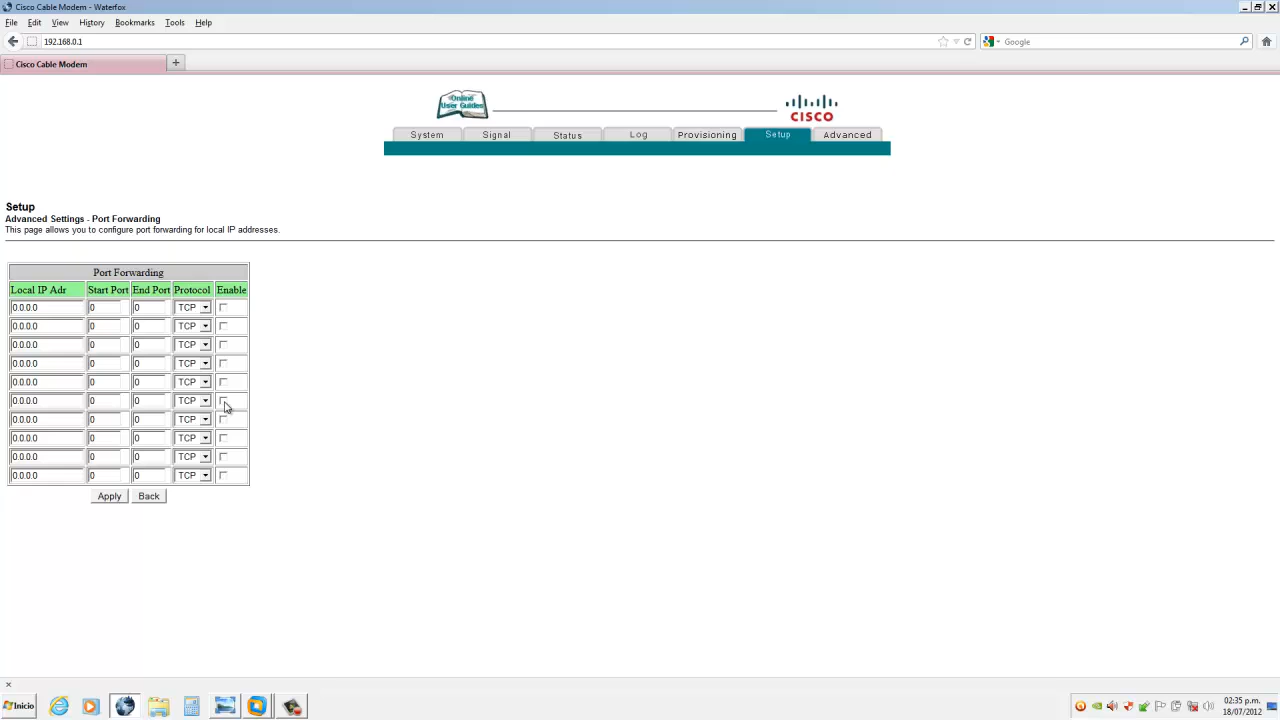 Cisco Cable Modem - Waterfox
File Edit View History Bookmarks Tools Help
192.168.0.1 Google
Cisco Cable Modem +
Online User Guides
CISCO
System Signal Status Log Provisioning Setup Advanced
Setup
Advanced Settings - Port Forwarding
This page allows you to configure port forwarding for local IP addresses.
Port Forwarding
Local IP Adr Start Port End Port Protocol Enable
0.0.0.0 0 0 TCP
0.0.0.0 0 0 TCP
0.0.0.0 0 0 TCP
0.0.0.0 0 0 TCP
0.0.0.0 0 0 TCP
0.0.0.0 0 0 TCP
0.0.0.0 0 0 TCP
0.0.0.0 0 0 TCP
0.0.0.0 0 0 TCP
0.0.0.0 0 0 TCP
Apply Back
Inicio
02:35 p.m.
18/07/2012